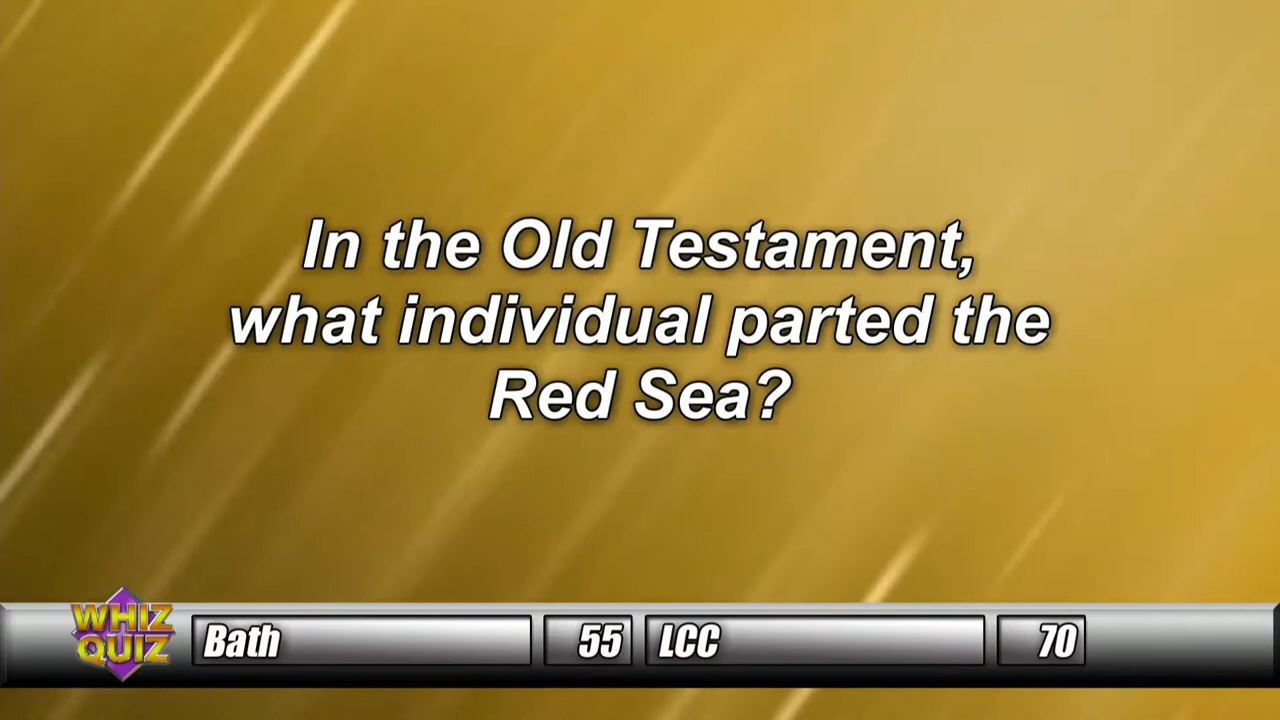 In the Old Testament,
what individual parted the
Red Sea?
WHIZ
QUIZ
Bath 55 LCC 70